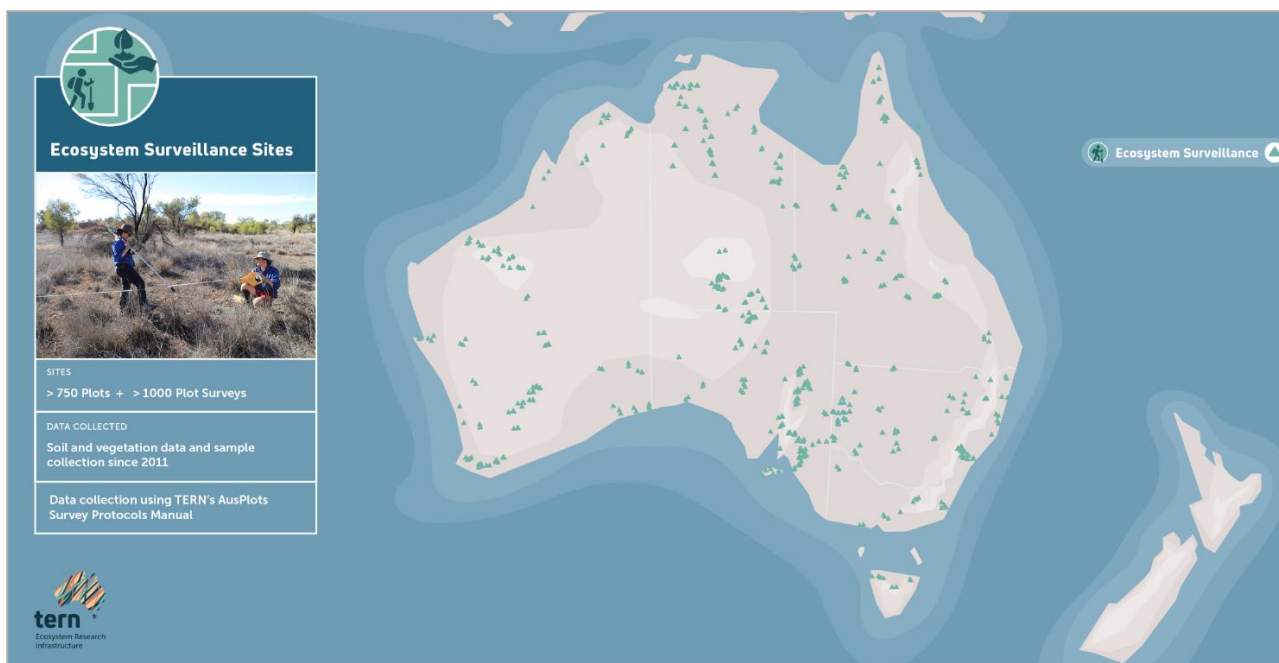 Ecosystem Surveillance Sites
SITES
> 750 Plots + > 1000 Plot Surveys
DATA COLLECTED
Soil and vegetation data and sample
collection since 2011
Data collection using TERN's AusPlots
Survey Protocols Manual
tern
Ecosystem Research
Infrastructure
Ecosystem Surveillance